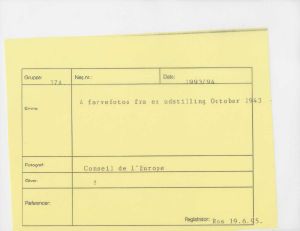 Gruppe: 37A Neg.nr.: Dato: 1993/94
Emne: 4 farvefotos fra en udstilling October 1943
Fotograf: Conseil de l'Europe
Giver: ?
Referencer:
Registrator: Ros 19.6.95.